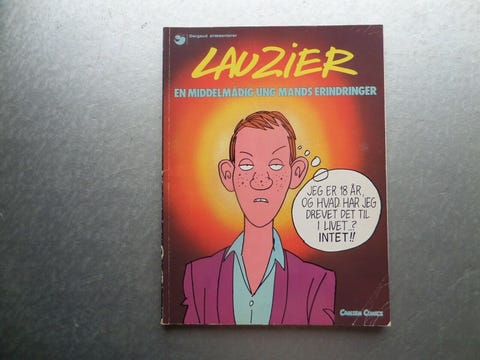 Dargaud præsenterer
LAUZIER
EN MIDDELMÅDIG UNG MANDS ERINDRINGER
JEG ER 18 ÅR,
OG HVAD HAR JEG
DREVET DET TIL
I LIVET..?
INTET!!
CARLSEN COMICS